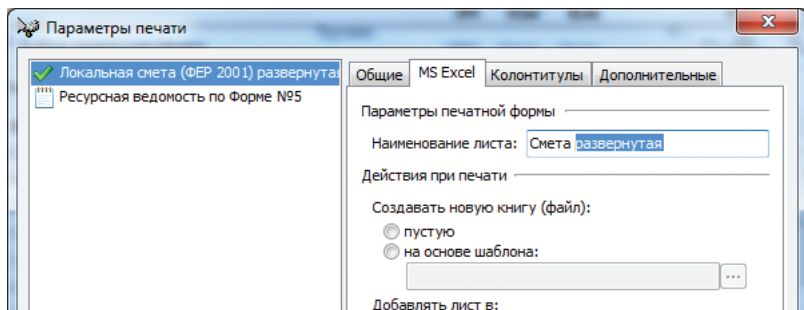 Параметры печати
Локальная смета (ФЕР 2001) развернутая
Ресурсная ведомость по Форме №5
Общие MS Excel Колонтитулы Дополнительные
Параметры печатной формы
Наименование листа: Смета развернутая
Действия при печати
Создавать новую книгу (файл):
пустую
на основе шаблона:
...
Добавлять лист в: